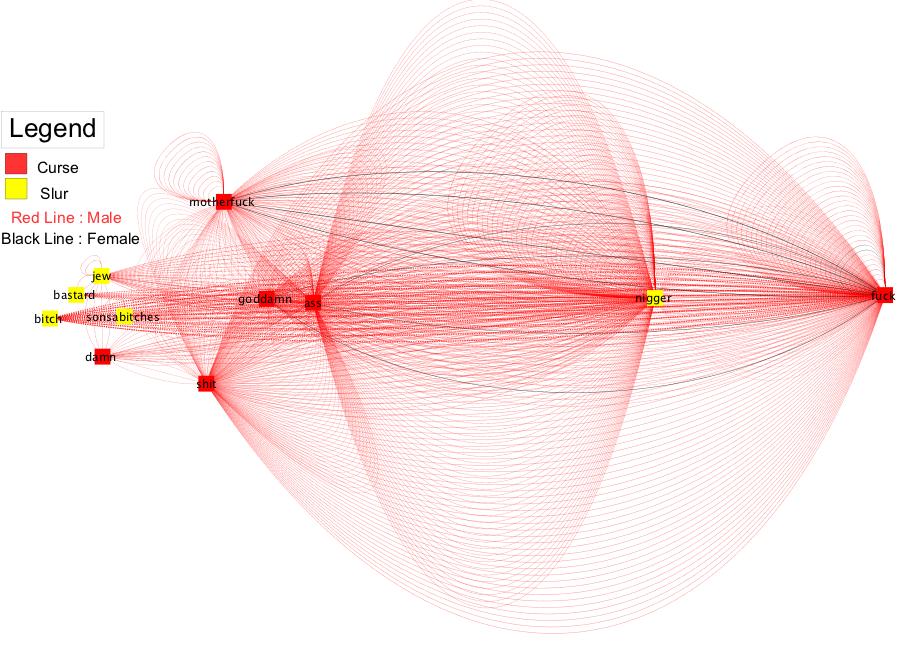 Legend
Curse
Slur
Red Line : Male
Black Line : Female
motherfuck
jew
bastard
goddamn
ass
nigger
fuck
bitch
sonsabitches
damn
shit